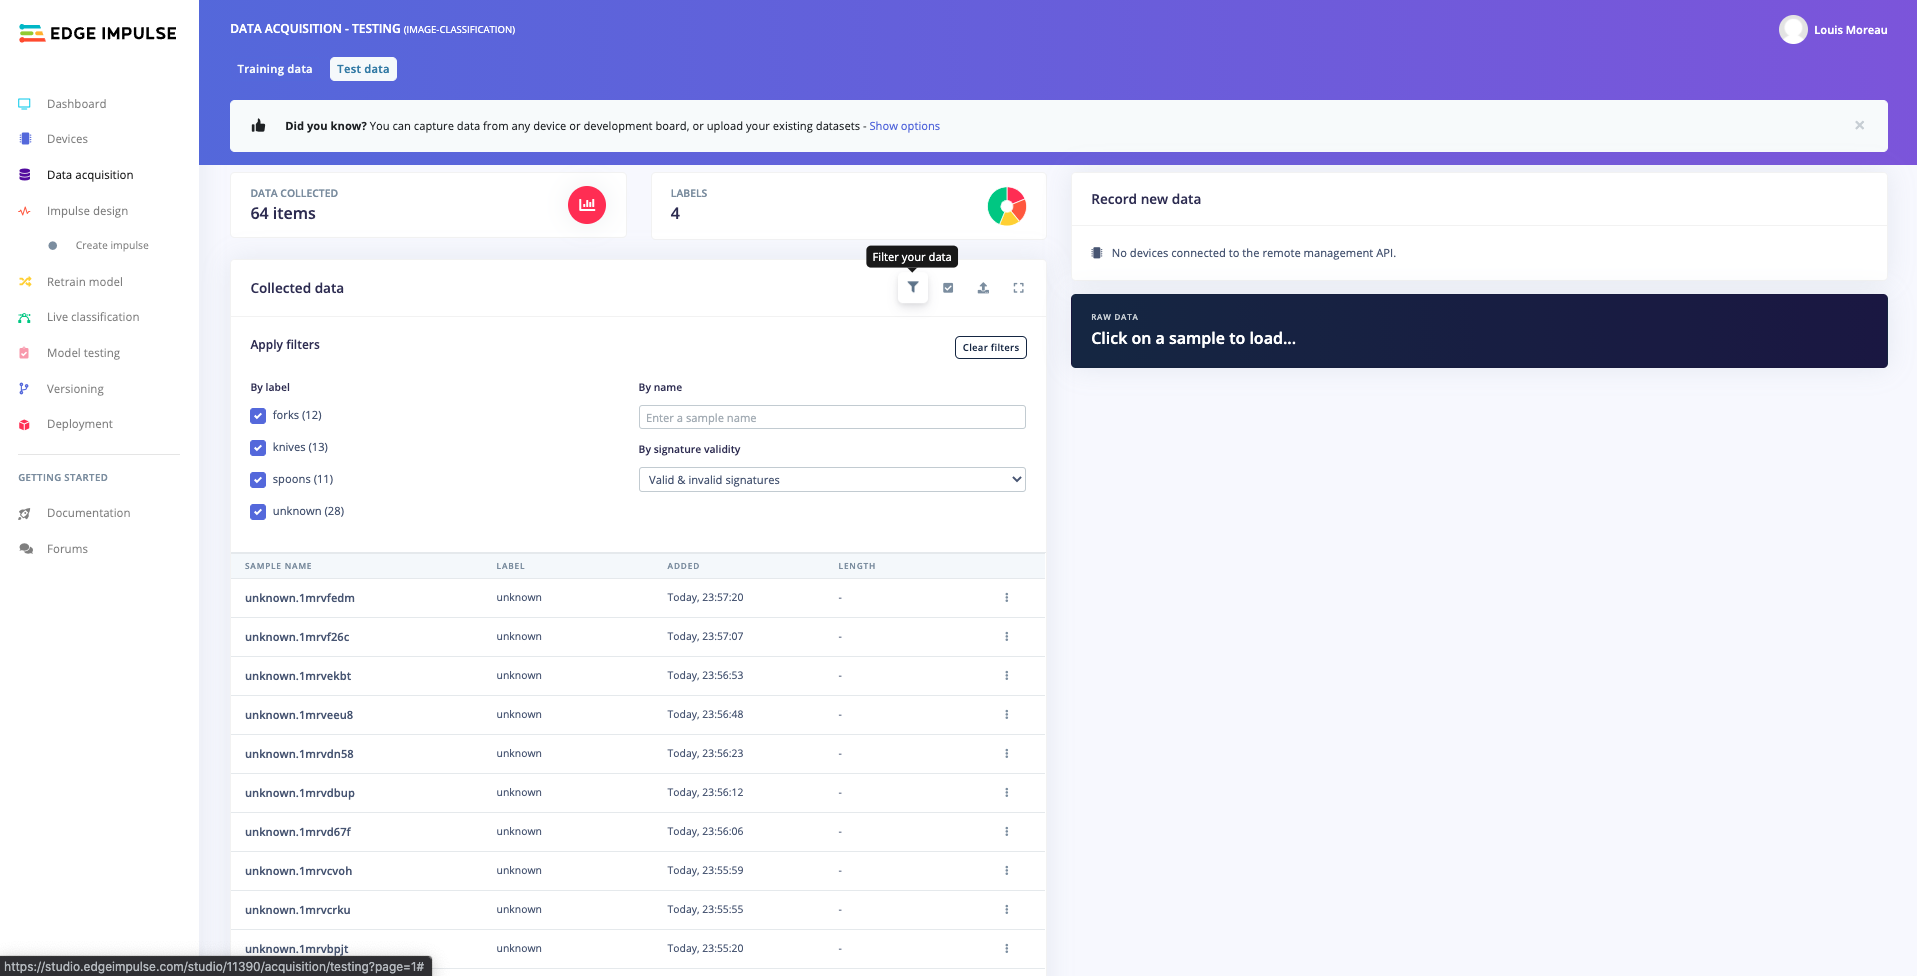 EDGE IMPULSE
Dashboard
Devices
Data acquisition
Impulse design
Create impulse
Retrain model
Live classification
Model testing
Versioning
Deployment
GETTING STARTED
Documentation
Forums
DATA ACQUISITION - TESTING (IMAGE-CLASSIFICATION)
Louis Moreau
Training data
Test data
Did you know? You can capture data from any device or development board, or upload your existing datasets - Show options
×
DATA COLLECTED
64 items
LABELS
4
Filter your data
Collected data
Apply filters
Clear filters
By label
forks (12)
knives (13)
spoons (11)
unknown (28)
By name
Enter a sample name
By signature validity
Valid & invalid signatures
SAMPLE NAME LABEL ADDED LENGTH
unknown.1mrvfedm unknown Today, 23:57:20 -
unknown.1mrvf26c unknown Today, 23:57:07 -
unknown.1mrvekbt unknown Today, 23:56:53 -
unknown.1mrveeu8 unknown Today, 23:56:48 -
unknown.1mrvdn58 unknown Today, 23:56:23 -
unknown.1mrvdbup unknown Today, 23:56:12 -
unknown.1mrvd67f unknown Today, 23:56:06 -
unknown.1mrvcvoh unknown Today, 23:55:59 -
unknown.1mrvcrku unknown Today, 23:55:55 -
unknown.1mrvbpjt unknown Today, 23:55:20 -
Record new data
No devices connected to the remote management API.
RAW DATA
Click on a sample to load...
https://studio.edgeimpulse.com/studio/11390/acquisition/testing?page=1#